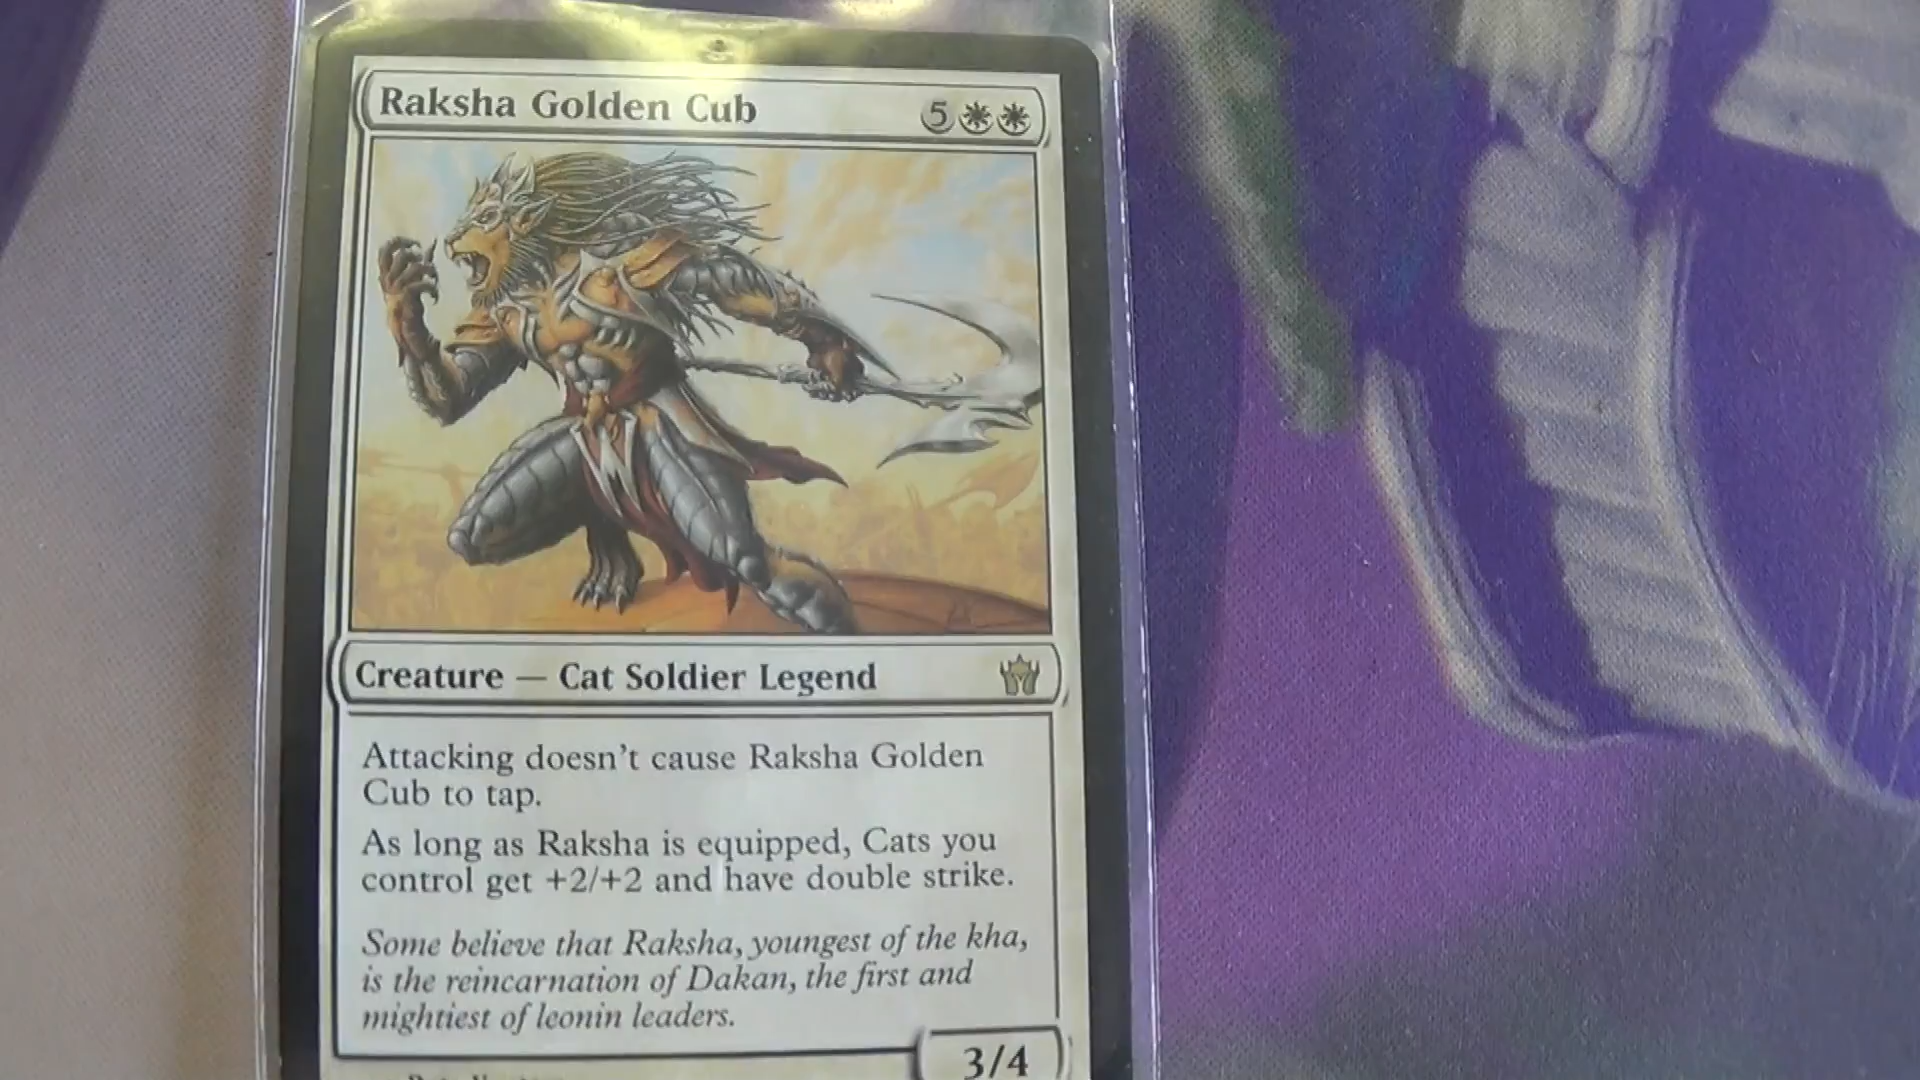 Raksha Golden Cub 5
Creature — Cat Soldier Legend
Attacking doesn't cause Raksha Golden
Cub to tap.
As long as Raksha is equipped, Cats you
control get +2/+2 and have double strike.
Some believe that Raksha, youngest of the kha,
is the reincarnation of Dakan, the first and
mightiest of leonin leaders.
3/4